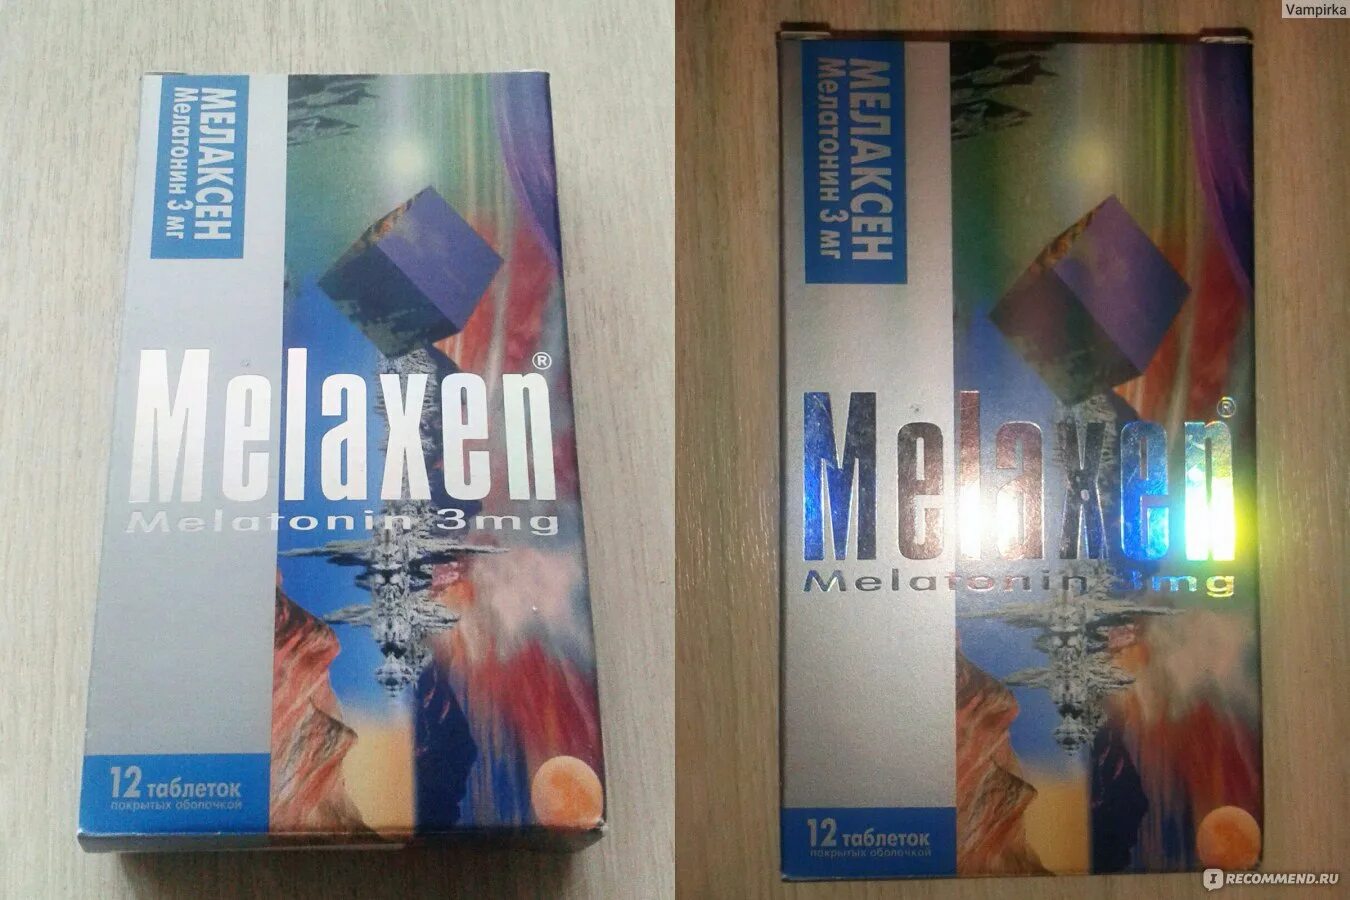 Vampirka
МЕЛАКСЕН
Мелатонин 3 мг
Melaxen®
Melatonin 3mg
12 таблеток
покрытых оболочкой
МЕЛАКСЕН
Мелатонин 3 мг
Melaxen®
Melatonin 3mg
12 таблеток
покрытых оболочкой
I RECOMMEND.RU